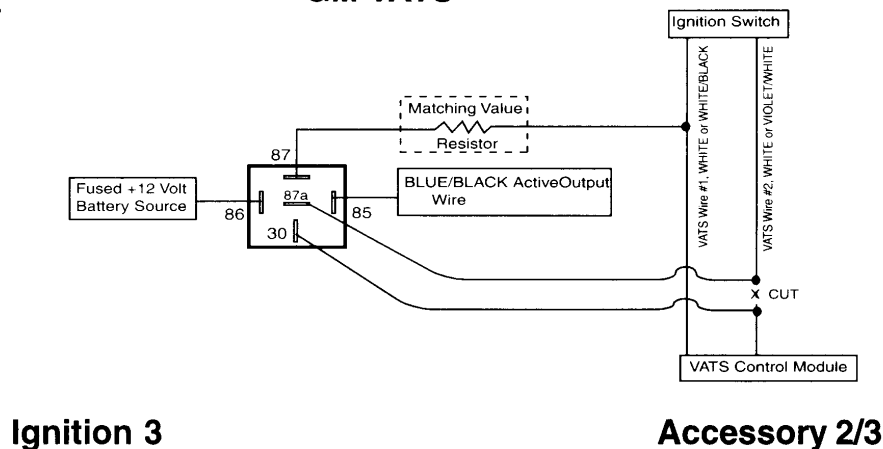 Ignition Switch
Matching Value
Resistor
VATS Wire #1, WHITE or WHITE/BLACK
VATS Wire #2, WHITE or VIOLET/WHITE
87
Fused +12 Volt
Battery Source
86
87a
85
30
BLUE/BLACK ActiveOutput
Wire
X CUT
VATS Control Module
Ignition 3
Accessory 2/3